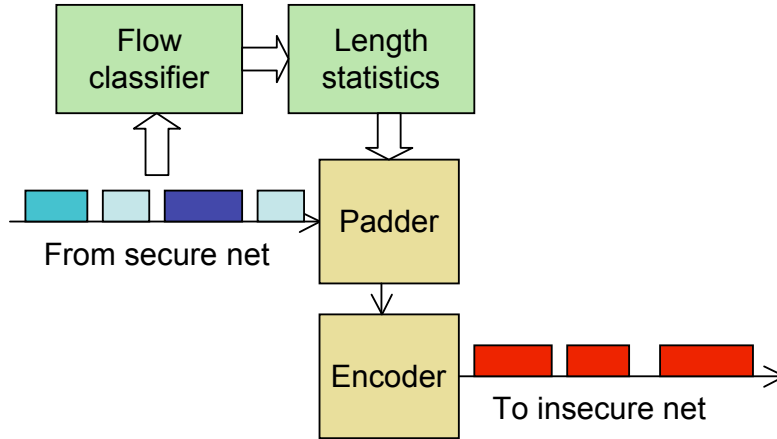 Flow
classifier
Length
statistics
Padder
From secure net
Encoder
To insecure net